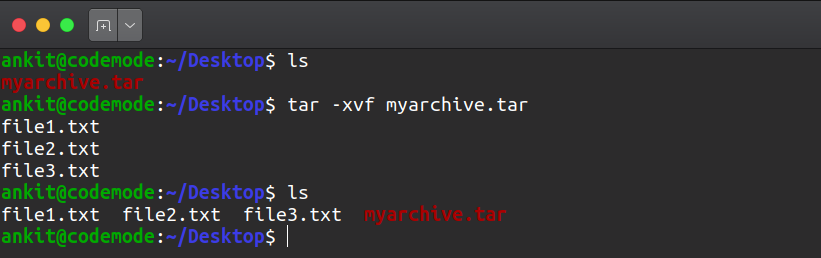 ankit@codemode:~/Desktop$ ls
myarchive.tar
ankit@codemode:~/Desktop$ tar -xvf myarchive.tar
file1.txt
file2.txt
file3.txt
ankit@codemode:~/Desktop$ ls
file1.txt  file2.txt  file3.txt  myarchive.tar
ankit@codemode:~/Desktop$